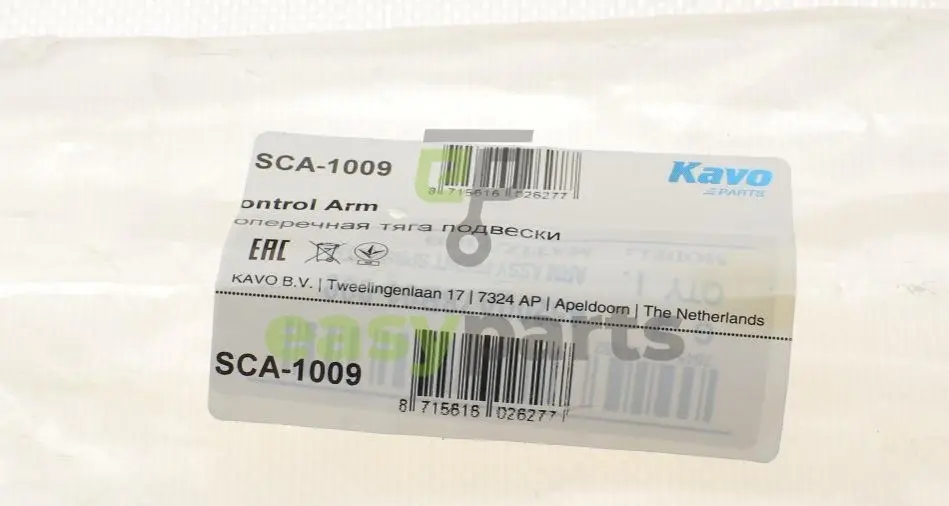 SCA-1009
8 715616 026277
Kavo
PARTS
ontrol Arm
оперечная тяга подвески
EAC
KAVO B.V. | Tweelingenlaan 17 | 7324 AP | Apeldoorn | The Netherlands
easyparts
SCA-1009
8 715616 026277